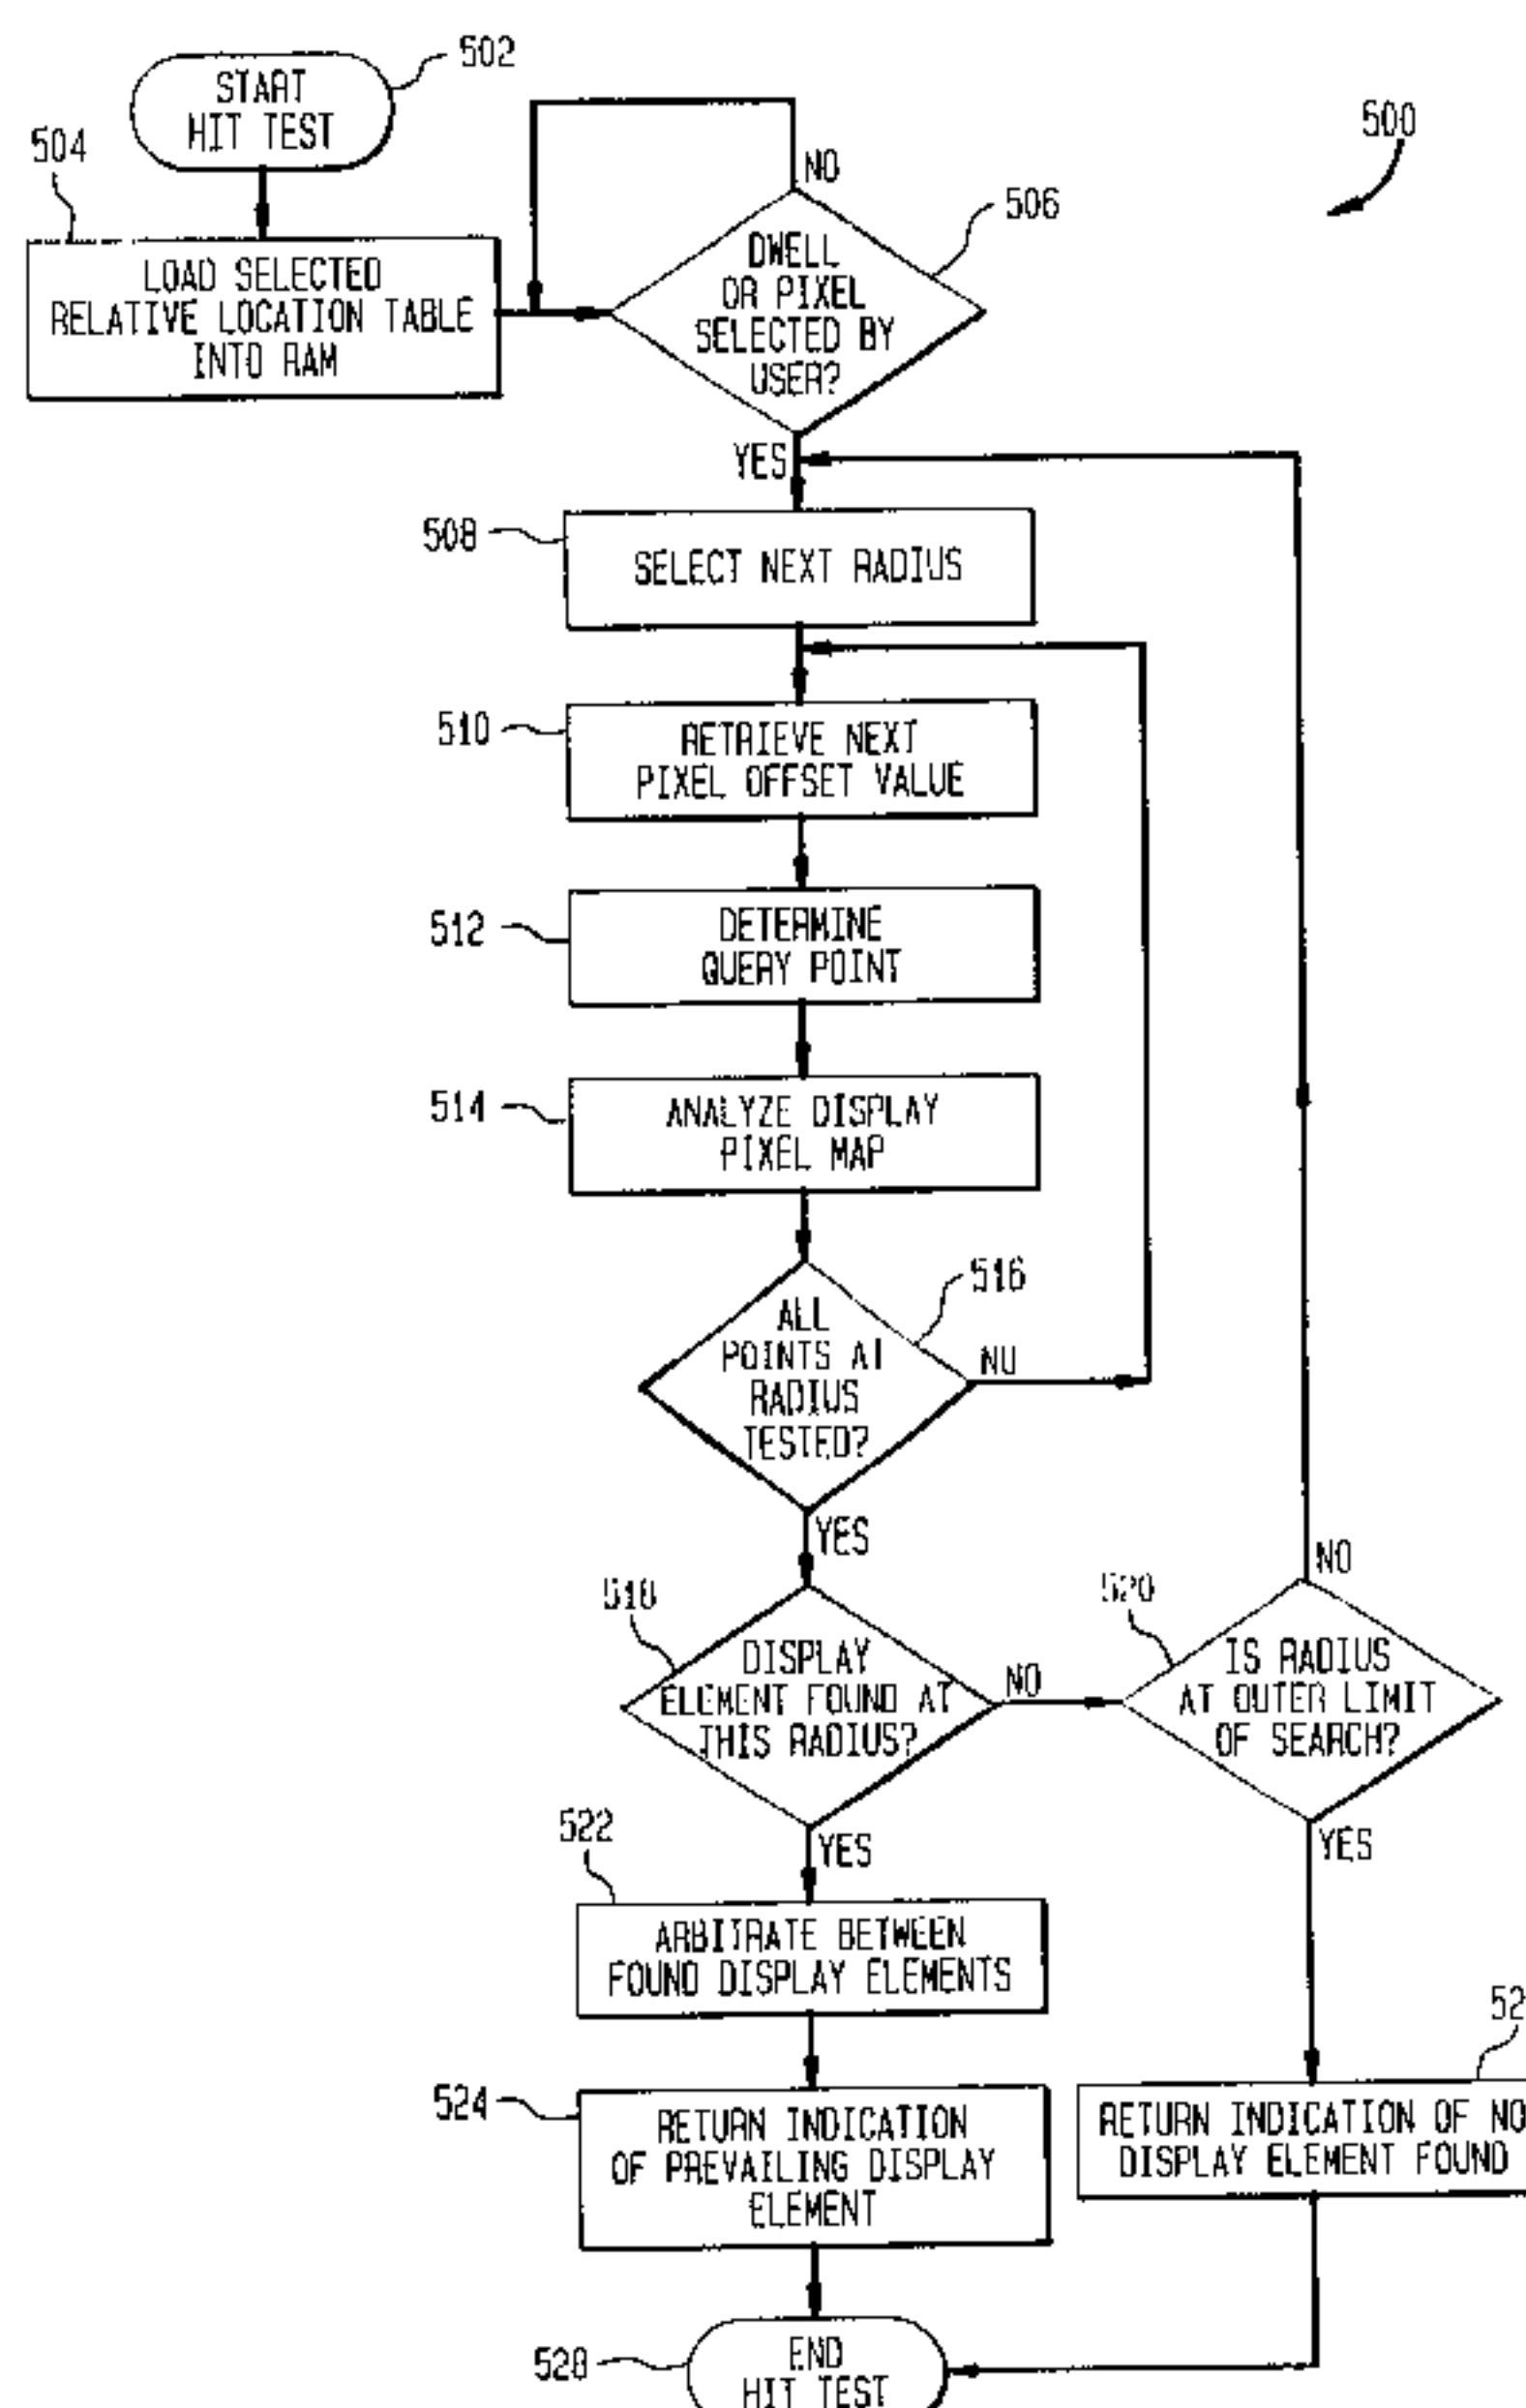 502
START
HIT TEST
500
504
NO
506
LOAD SELECTED
RELATIVE LOCATION TABLE
INTO RAM
DWELL
OR PIXEL
SELECTED BY
USER?
YES
508
SELECT NEXT RADIUS
510
RETRIEVE NEXT
PIXEL OFFSET VALUE
512
DETERMINE
QUERY POINT
514
ANALYZE DISPLAY
PIXEL MAP
516
ALL
POINTS AT
RADIUS
TESTED?
NO
YES
518
DISPLAY
ELEMENT FOUND AT
THIS RADIUS?
NO
520
NO
IS RADIUS
AT OUTER LIMIT
OF SEARCH?
YES
YES
522
ARBITRATE BETWEEN
FOUND DISPLAY ELEMENTS
52
524
RETURN INDICATION
OF PREVAILING DISPLAY
ELEMENT
RETURN INDICATION OF NO
DISPLAY ELEMENT FOUND
528
END
HIT TEST